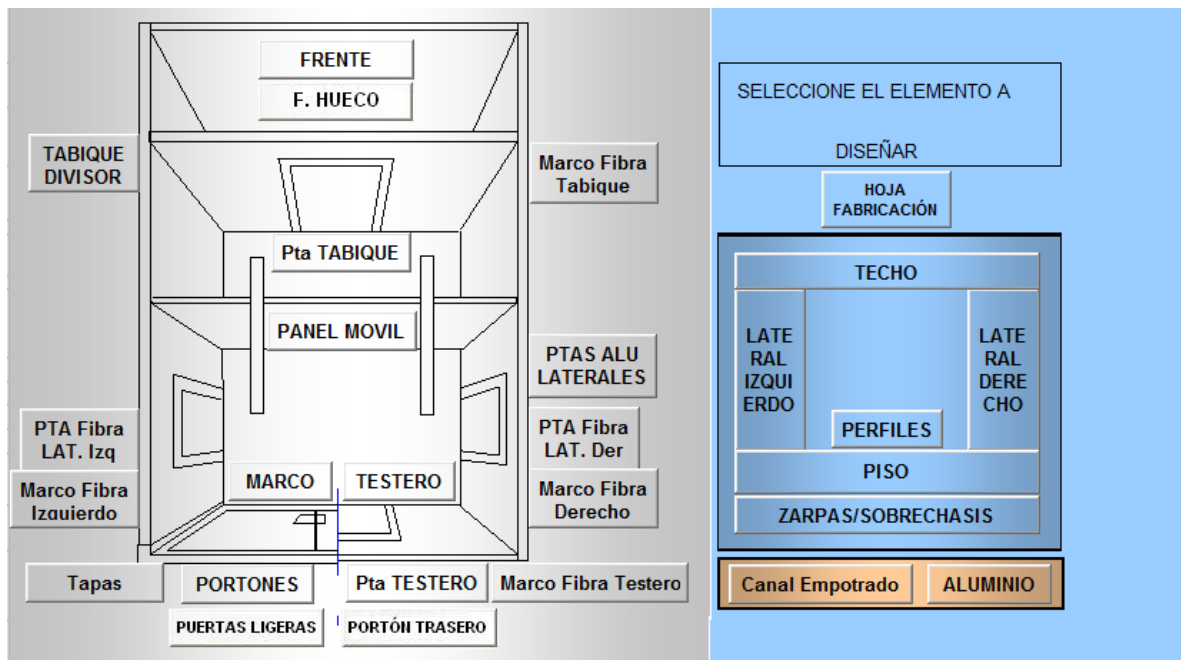 FRENTE
F. HUECO
TABIQUE
DIVISOR
Marco Fibra
Tabique
Pta TABIQUE
PANEL MOVIL
PTAS ALU
LATERALES
PTA Fibra
LAT. Izq
PTA Fibra
LAT. Der
MARCO
TESTERO
Marco Fibra
Izquierdo
Marco Fibra
Derecho
Tapas
PORTONES
Pta TESTERO
Marco Fibra Testero
PUERTAS LIGERAS
PORTÓN TRASERO
SELECCIONE EL ELEMENTO A
DISEÑAR
HOJA
FABRICACIÓN
TECHO
LATE
RAL
IZQUI
ERDO
LATE
RAL
DERE
CHO
PERFILES
PISO
ZARPAS/SOBRECHASIS
Canal Empotrado
ALUMINIO